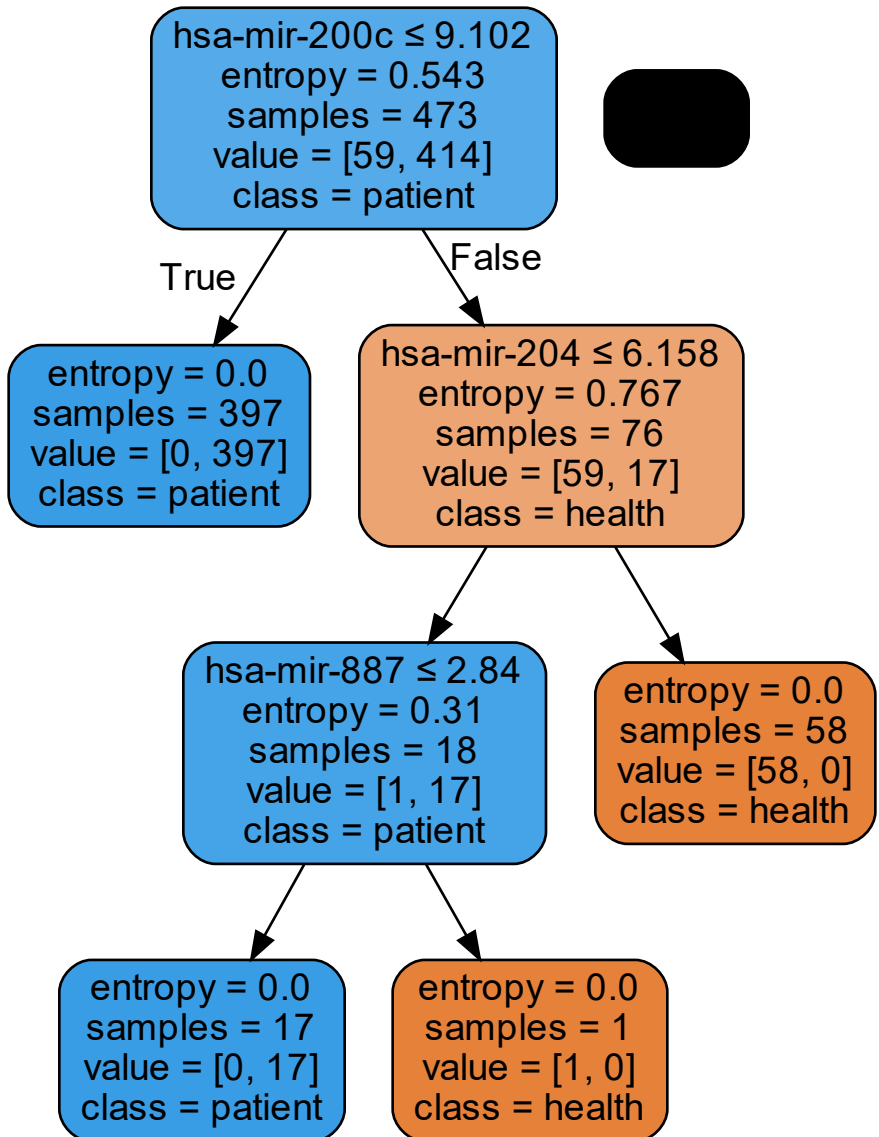 hsa-mir-200c ≤ 9.102
entropy = 0.543
samples = 473
value = [59, 414]
class = patient
True
False
entropy = 0.0
samples = 397
value = [0, 397]
class = patient
hsa-mir-204 ≤ 6.158
entropy = 0.767
samples = 76
value = [59, 17]
class = health
hsa-mir-887 ≤ 2.84
entropy = 0.31
samples = 18
value = [1, 17]
class = patient
entropy = 0.0
samples = 58
value = [58, 0]
class = health
entropy = 0.0
samples = 17
value = [0, 17]
class = patient
entropy = 0.0
samples = 1
value = [1, 0]
class = health